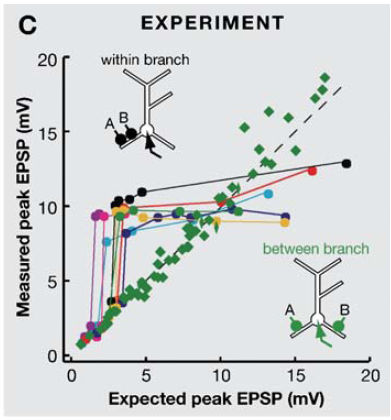 C EXPERIMENT
20
15
10
5
0
Measured peak EPSP (mV)
within branch
A B
between branch
A B
0 5 10 15 20
Expected peak EPSP (mV)